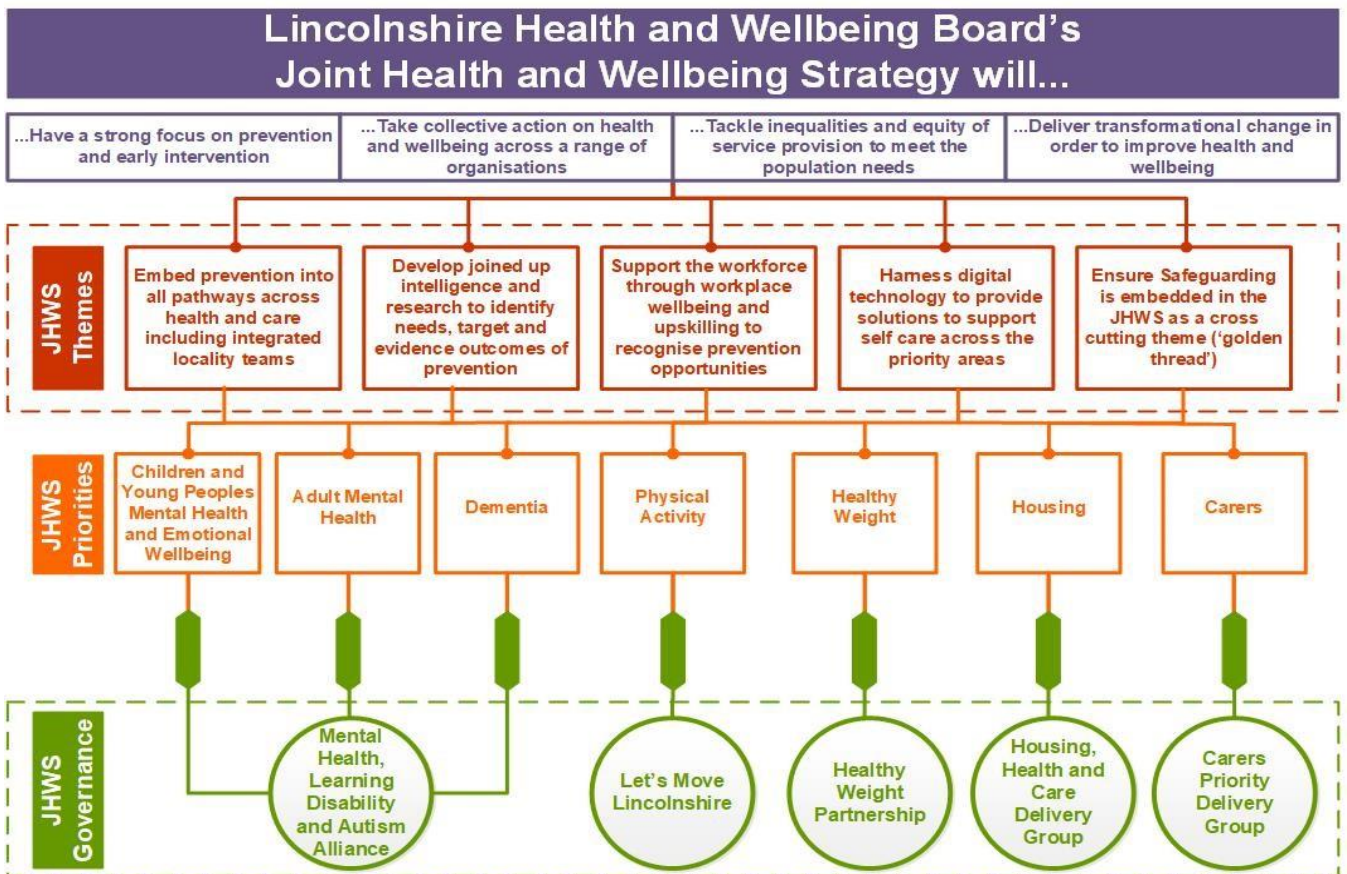 Lincolnshire Health and Wellbeing Board's
Joint Health and Wellbeing Strategy will...
...Have a strong focus on prevention
and early intervention
...Take collective action on health
and wellbeing across a range of
organisations
...Tackle inequalities and equity of
service provision to meet the
population needs
...Deliver transformational change in
order to improve health and
wellbeing
JHWS
Themes
Embed prevention into
all pathways across
health and care
including integrated
locality teams
Develop joined up
intelligence and
research to identify
needs, target and
evidence outcomes of
prevention
Support the workforce
through workplace
wellbeing and
upskilling to
recognise prevention
opportunities
Harness digital
technology to provide
solutions to support
self care across the
priority areas
Ensure Safeguarding
is embedded in the
JHWS as a cross
cutting theme (‘golden
thread’)
JHWS
Priorities
Children and
Young Peoples
Mental Health
and Emotional
Wellbeing
Adult Mental
Health
Dementia
Physical
Activity
Healthy
Weight
Housing
Carers
JHWS
Governance
Mental
Health,
Learning
Disability
and Autism
Alliance
Let's Move
Lincolnshire
Healthy
Weight
Partnership
Housing,
Health and
Care
Delivery
Group
Carers
Priority
Delivery
Group